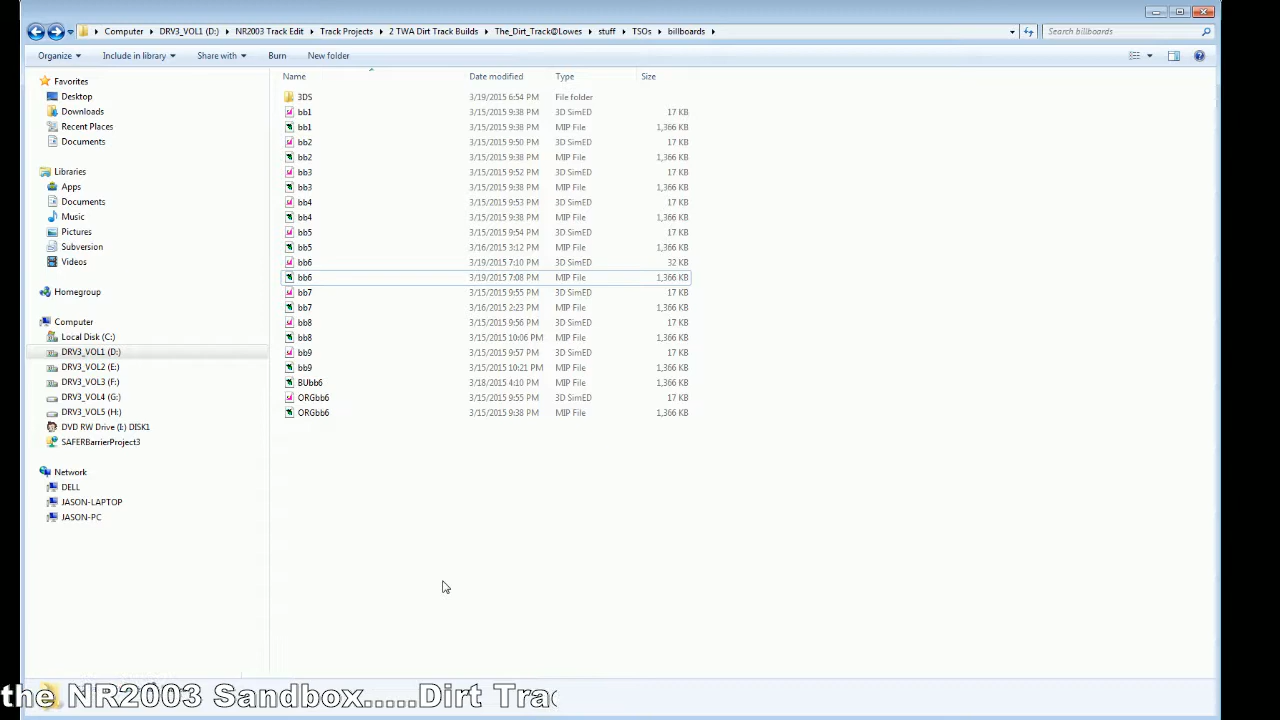 Computer ▸ DRV3_VOL1 (D:) ▸ NR2003 Track Edit ▸ Track Projects ▸ 2 TWA Dirt Track Builds ▸ The_Dirt_Track@Lowes ▸ stuff ▸ TSOs ▸ billboards ▸ Search billboards
Organize Include in library Share with Burn New folder
Name Date modified Type Size
Favorites
Desktop
Downloads
Recent Places
Documents
Libraries
Apps
Documents
Music
Pictures
Subversion
Videos
Homegroup
Computer
Local Disk (C:)
DRV3_VOL1 (D:)
DRV3_VOL2 (E:)
DRV3_VOL3 (F:)
DRV3_VOL4 (G:)
DRV3_VOL5 (H:)
DVD RW Drive (I:) DISK1
SAFERBarrierProject3
Network
DELL
JASON-LAPTOP
JASON-PC
3DS 3/19/2015 6:54 PM File folder
bb1 3/15/2015 9:38 PM 3D SimED 17 KB
bb1 3/15/2015 9:38 PM MIP File 1,366 KB
bb2 3/15/2015 9:50 PM 3D SimED 17 KB
bb2 3/15/2015 9:38 PM MIP File 1,366 KB
bb3 3/15/2015 9:52 PM 3D SimED 17 KB
bb3 3/15/2015 9:38 PM MIP File 1,366 KB
bb4 3/15/2015 9:53 PM 3D SimED 17 KB
bb4 3/15/2015 9:38 PM MIP File 1,366 KB
bb5 3/15/2015 9:54 PM 3D SimED 17 KB
bb5 3/16/2015 3:12 PM MIP File 1,366 KB
bb6 3/19/2015 7:10 PM 3D SimED 32 KB
bb6 3/19/2015 7:08 PM MIP File 1,366 KB
bb7 3/15/2015 9:55 PM 3D SimED 17 KB
bb7 3/16/2015 2:23 PM MIP File 1,366 KB
bb8 3/15/2015 9:56 PM 3D SimED 17 KB
bb8 3/15/2015 10:06 PM MIP File 1,366 KB
bb9 3/15/2015 9:57 PM 3D SimED 17 KB
bb9 3/15/2015 10:21 PM MIP File 1,366 KB
BUbb6 3/18/2015 4:10 PM MIP File 1,366 KB
ORGbb6 3/15/2015 9:55 PM 3D SimED 17 KB
ORGbb6 3/15/2015 9:38 PM MIP File 1,366 KB
the NR2003 Sandbox.....Dirt Trac